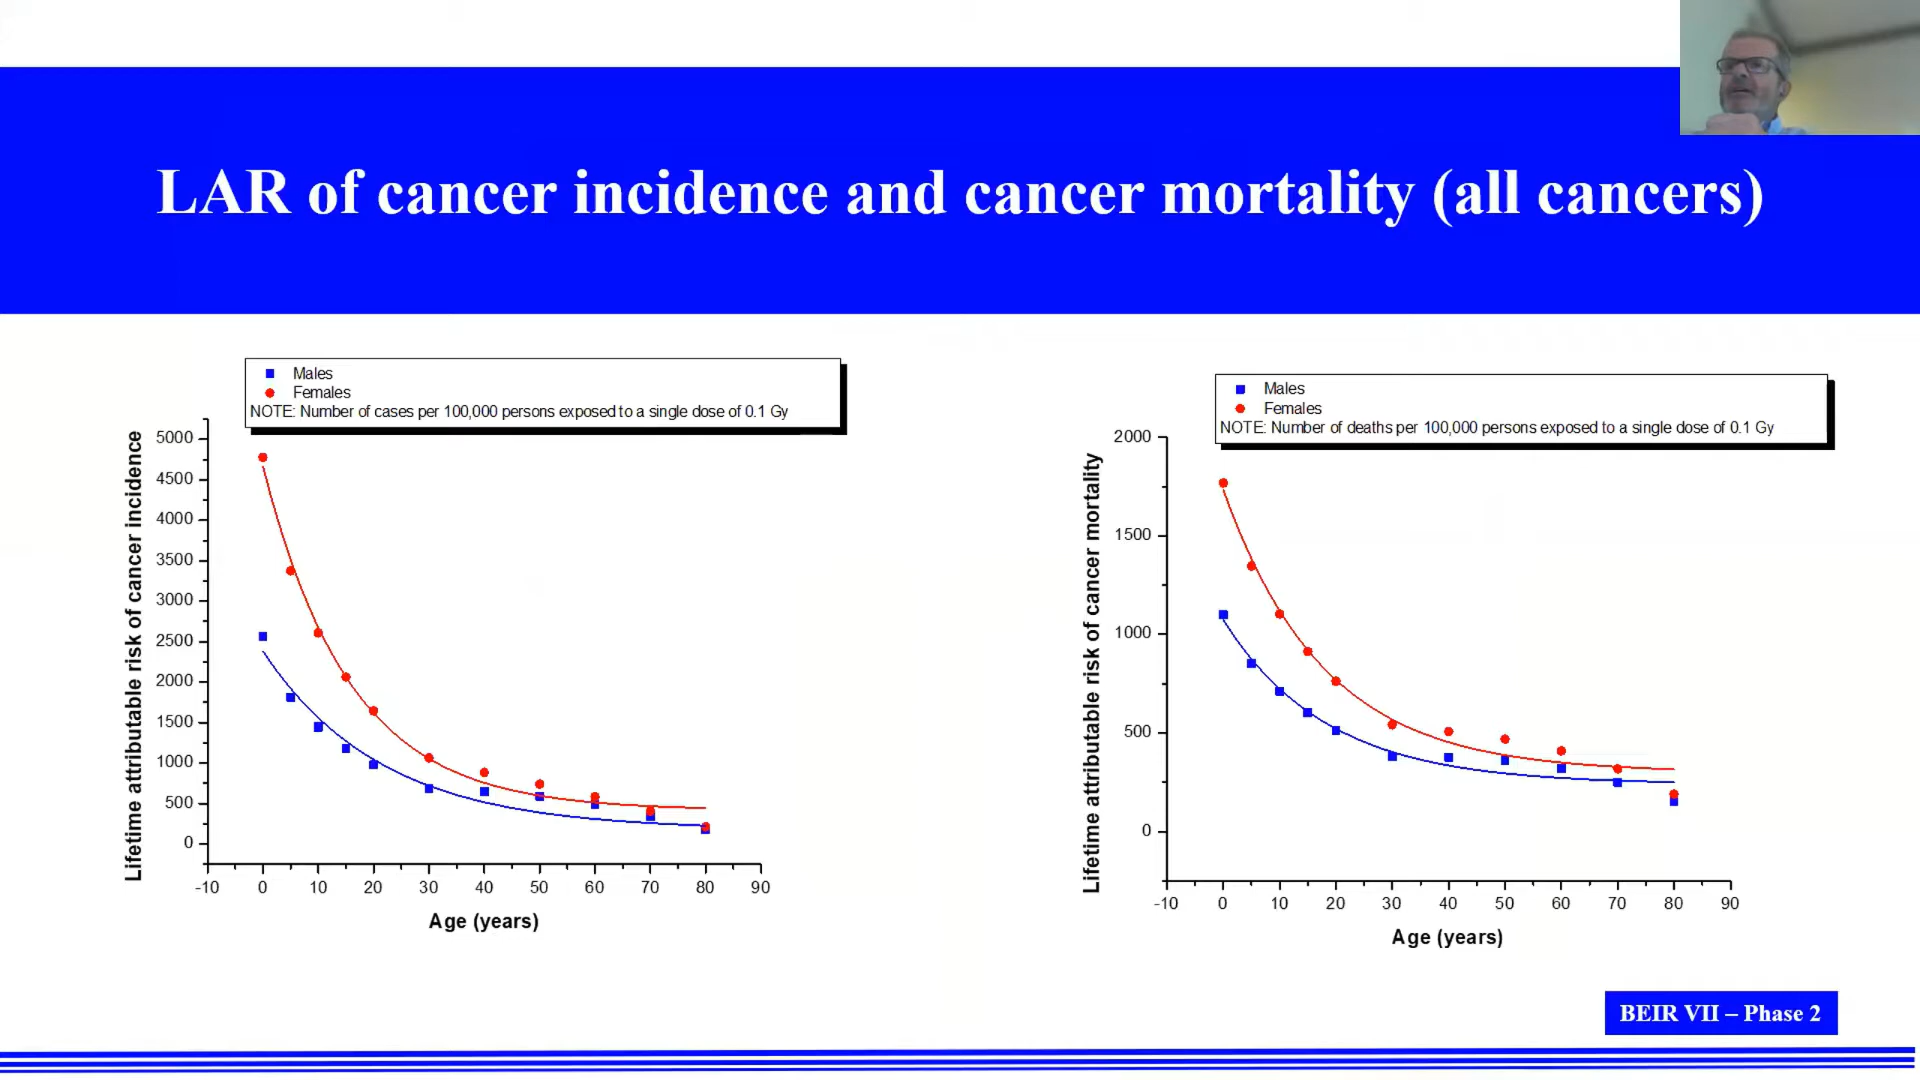 LAR of cancer incidence and cancer mortality (all cancers)
Males
Females
NOTE: Number of cases per 100,000 persons exposed to a single dose of 0.1 Gy
Lifetime attributable risk of cancer incidence
5000
4500
4000
3500
3000
2500
2000
1500
1000
500
0
-10 0 10 20 30 40 50 60 70 80 90
Age (years)
Males
Females
NOTE: Number of deaths per 100,000 persons exposed to a single dose of 0.1 Gy
Lifetime attributable risk of cancer mortality
2000
1500
1000
500
0
-10 0 10 20 30 40 50 60 70 80 90
Age (years)
BEIR VII – Phase 2